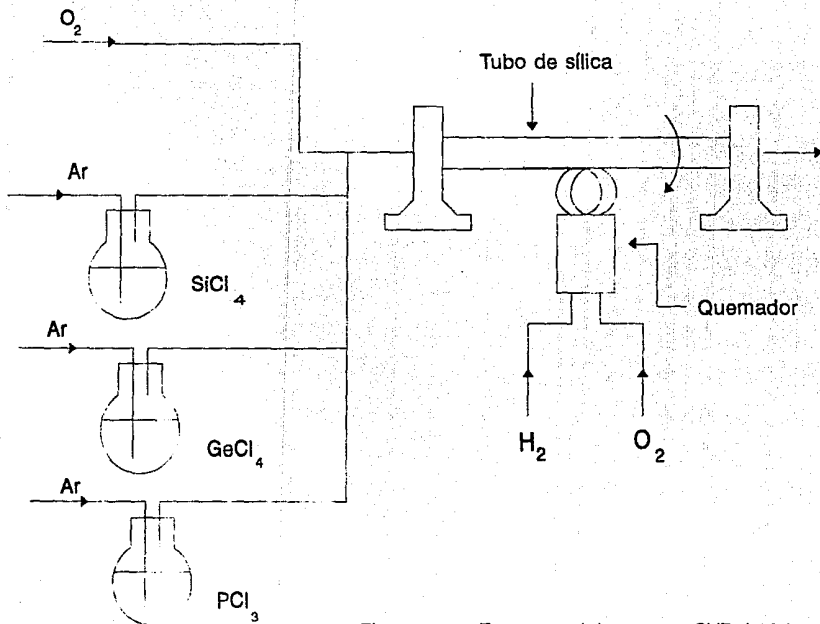 O₂
Tubo de sílica
Ar
SiCl₄
Ar
Quemador
GeCl₄
H₂ O₂
Ar
PCl₃